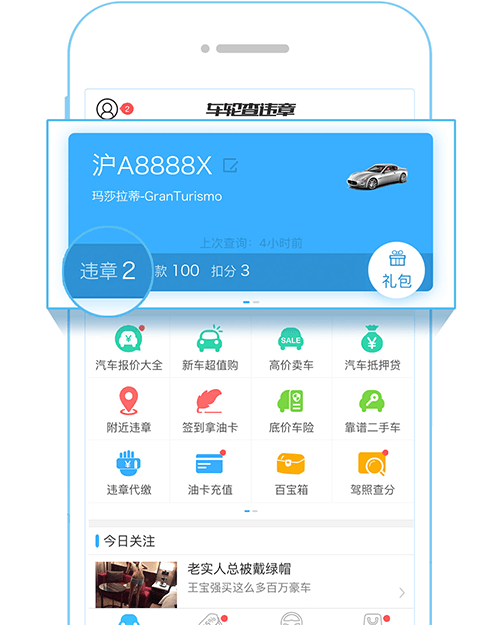 2
车轮查违章
沪A8888X
玛莎拉蒂-GranTurismo
上次查询：4小时前
违章 2 款 100 扣分 3
礼包
汽车报价大全 新车超值购 SALE 高价卖车 汽车抵押贷
附近违章 签到拿油卡 底价车险 靠谱二手车
违章代缴 油卡充值 百宝箱 驾照查分
今日关注
老实人总被戴绿帽
王宝强买这么多百万豪车